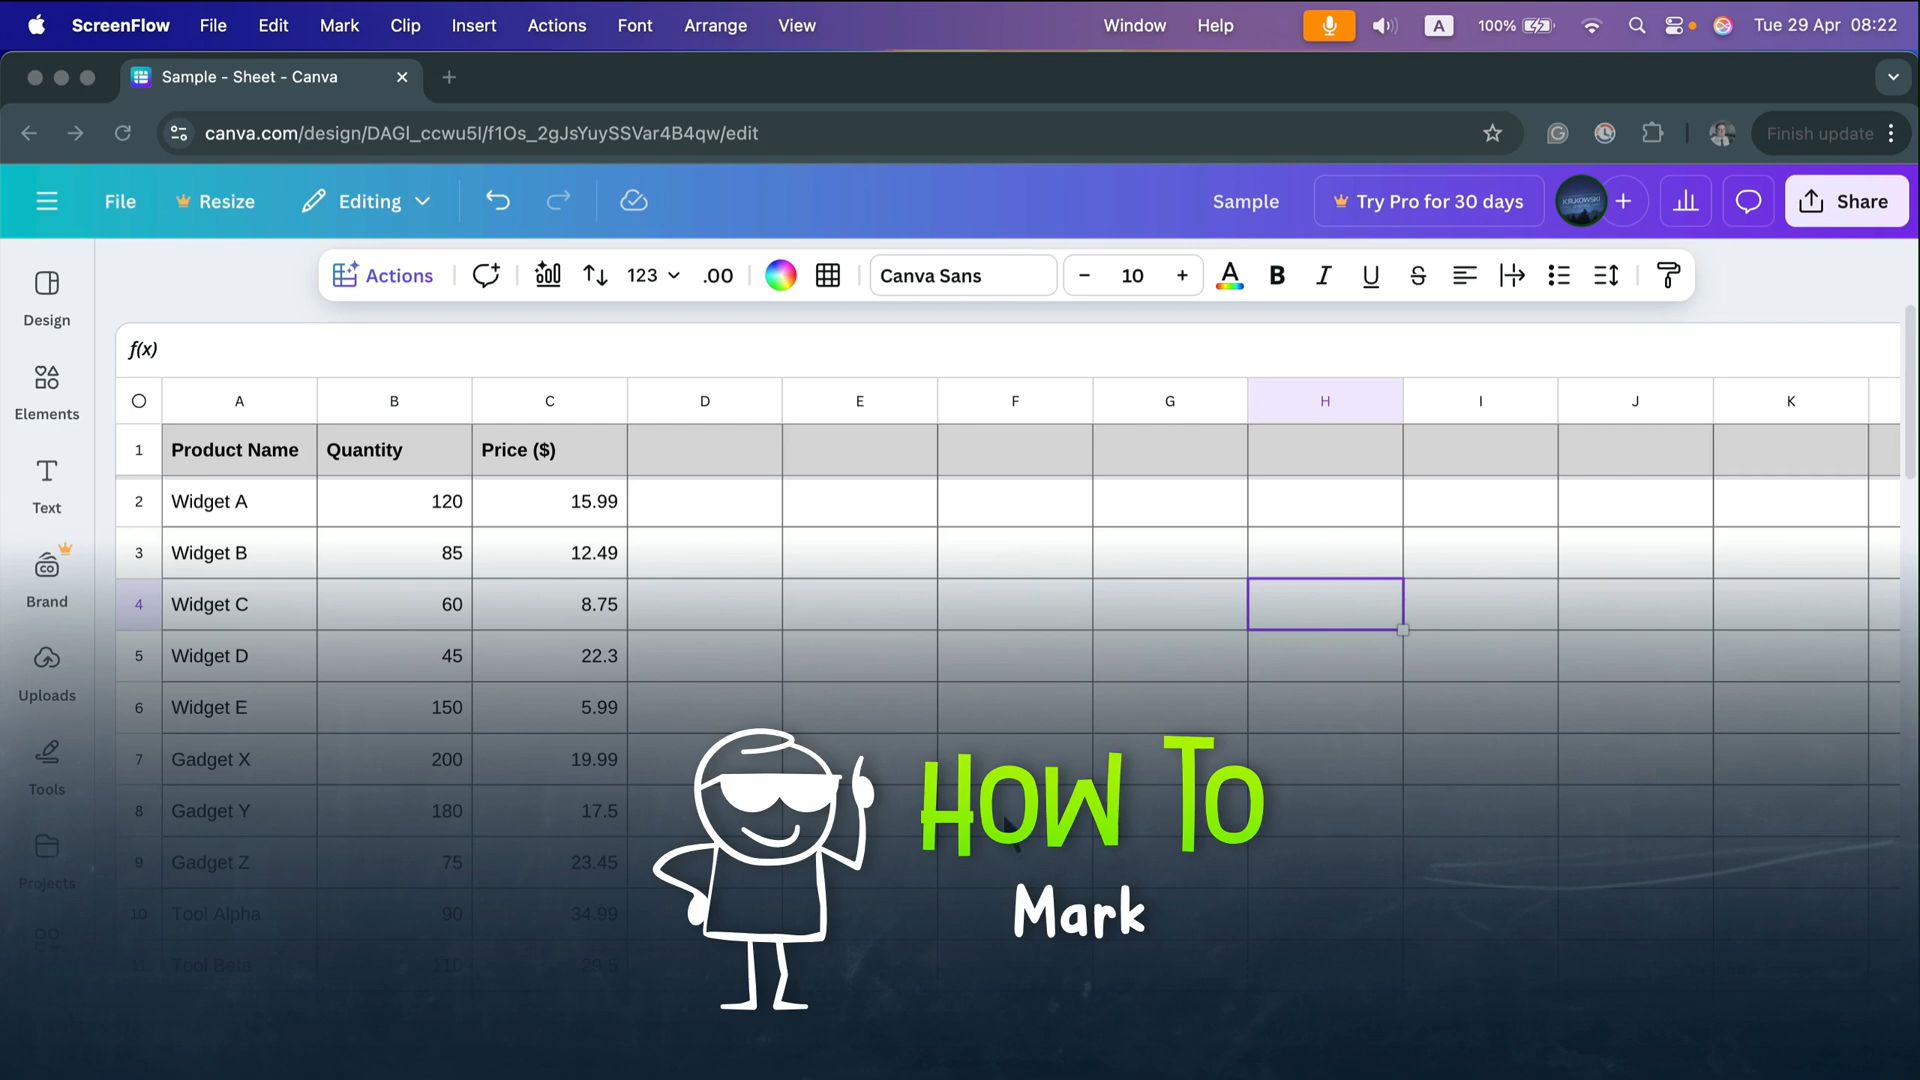 ScreenFlow File Edit Mark Clip Insert Actions Font Arrange View Window Help A 100% Tue 29 Apr 08:22
Sample - Sheet - Canva
canva.com/design/DAGl_ccwu5I/f1Os_2gJsYuySSVar4B4qw/edit Finish update
File Resize Editing Sample Try Pro for 30 days Share
Actions 123 .00 Canva Sans − 10 + A B I U S
Design
Elements
Text
Brand
Uploads
Tools
Projects
f(x)
A B C D E F G H I J K
1 Product Name Quantity Price ($)
2 Widget A 120 15.99
3 Widget B 85 12.49
4 Widget C 60 8.75
5 Widget D 45 22.3
6 Widget E 150 5.99
7 Gadget X 200 19.99
8 Gadget Y 180 17.5
9 Gadget Z 75 23.45
10 Tool Alpha 90 34.99
11 Tool Beta 110 29.5
HOW TO
Mark